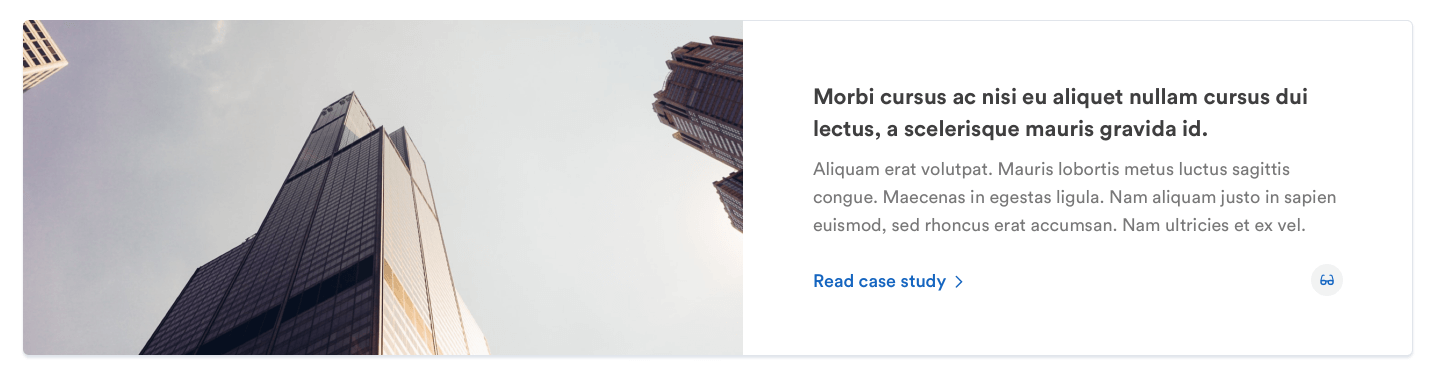 Morbi cursus ac nisi eu aliquet nullam cursus dui
lectus, a scelerisque mauris gravida id.
Aliquam erat volutpat. Mauris lobortis metus luctus sagittis
congue. Maecenas in egestas ligula. Nam aliquam justo in sapien
euismod, sed rhoncus erat accumsan. Nam ultricies et ex vel.
Read case study